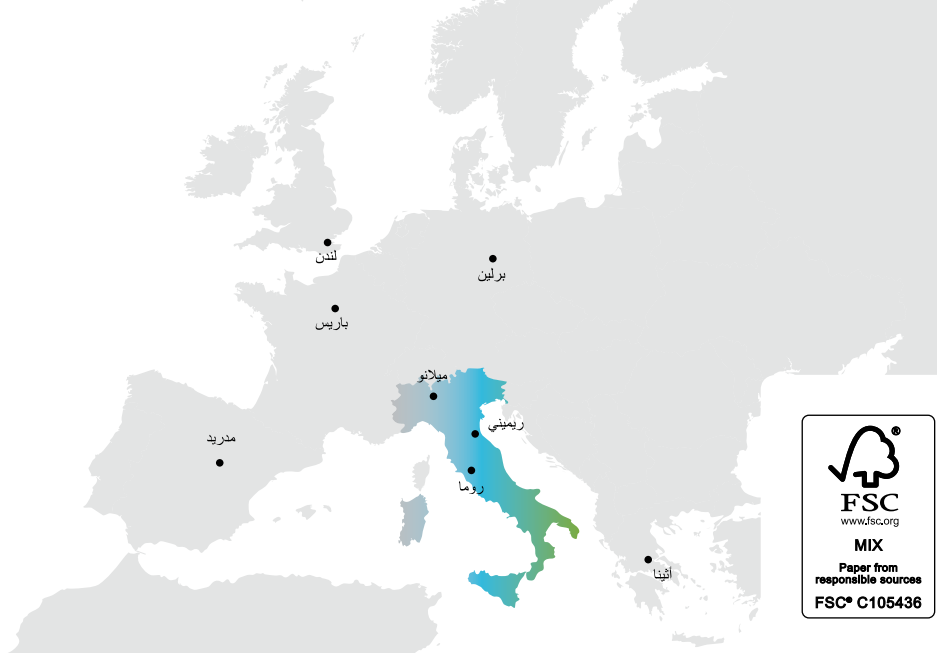 لندن
برلين
باريس
ميلانو
ريميني
مدريد
روما
أثينا
®
FSC
www.fsc.org
MIX
Paper from
responsible sources
FSC® C105436